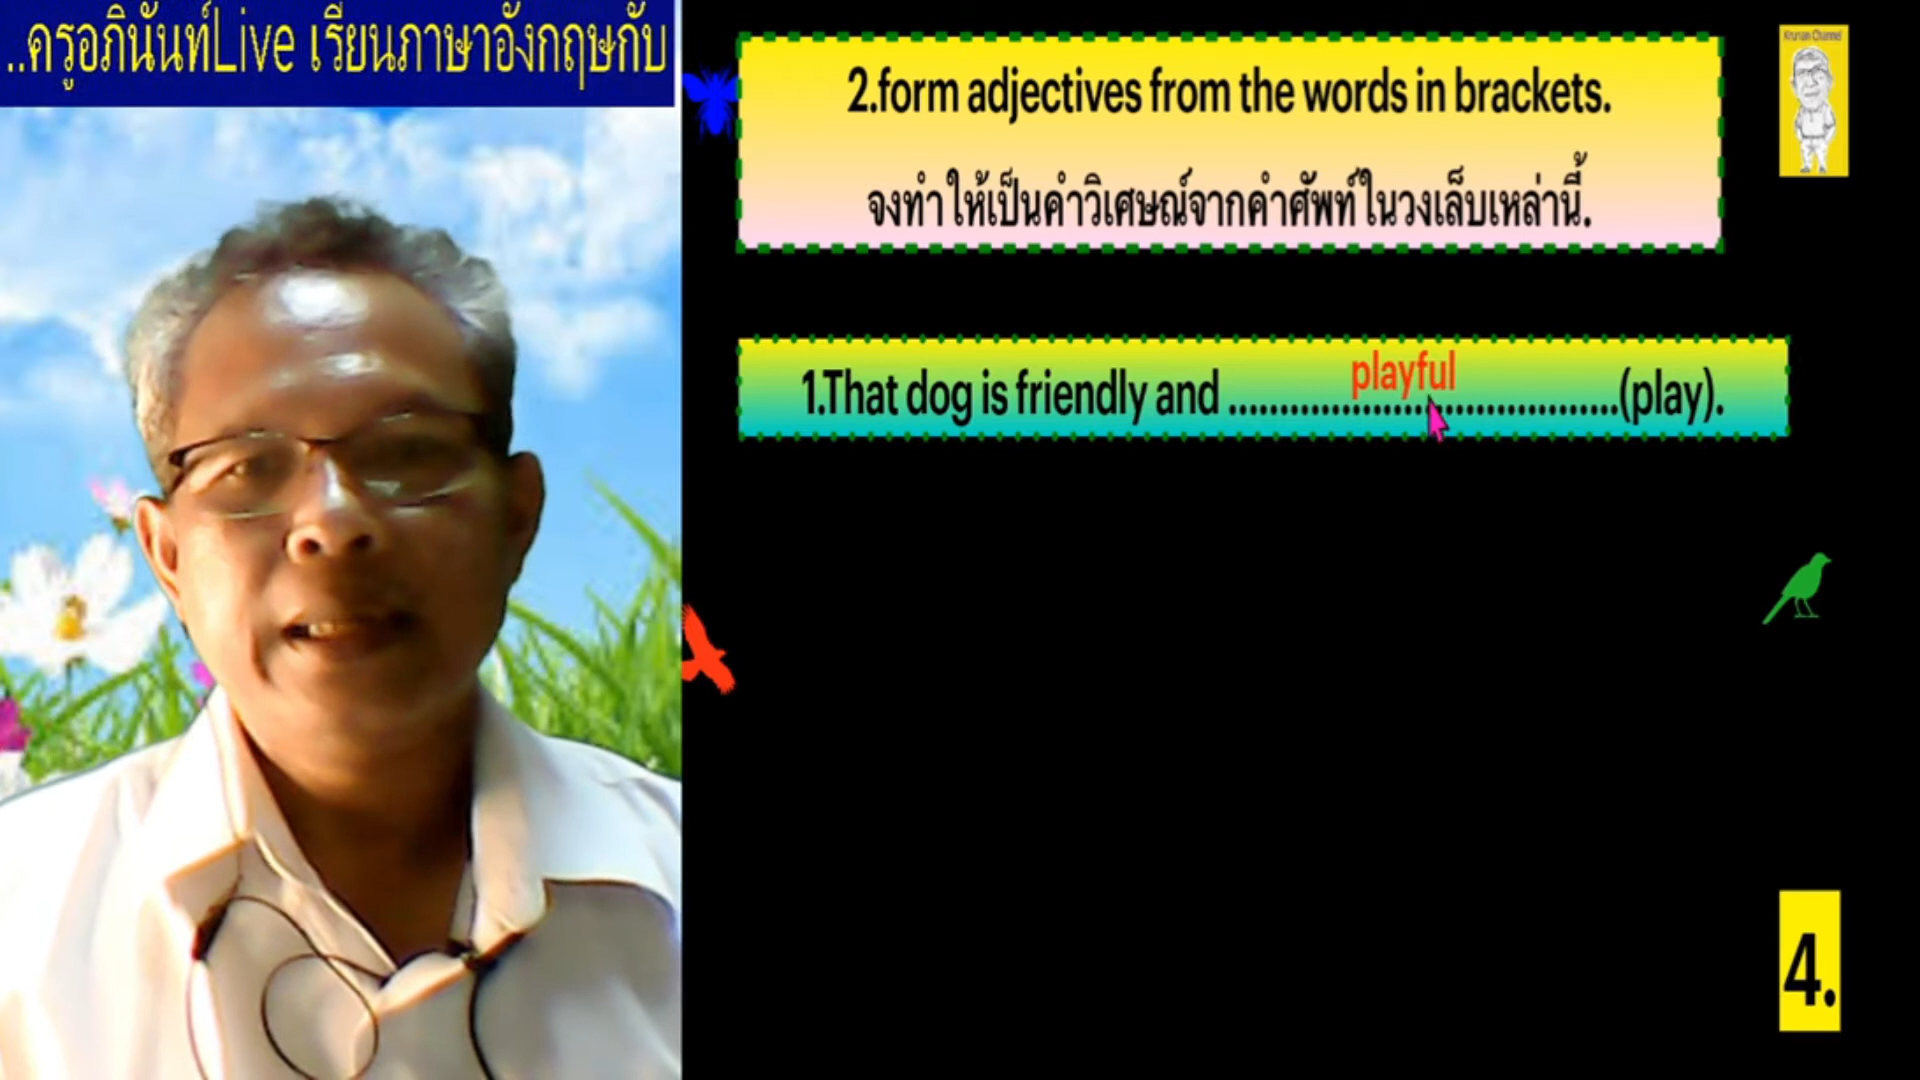 ..ครูอภินันท์Live เรียนภาษาอังกฤษกับ
Krunan Channel
2.form adjectives from the words in brackets.
จงทำให้เป็นคำวิเศษณ์จากคำศัพท์ในวงเล็บเหล่านี้.
playful
1.That dog is friendly and ......................................(play).
4.